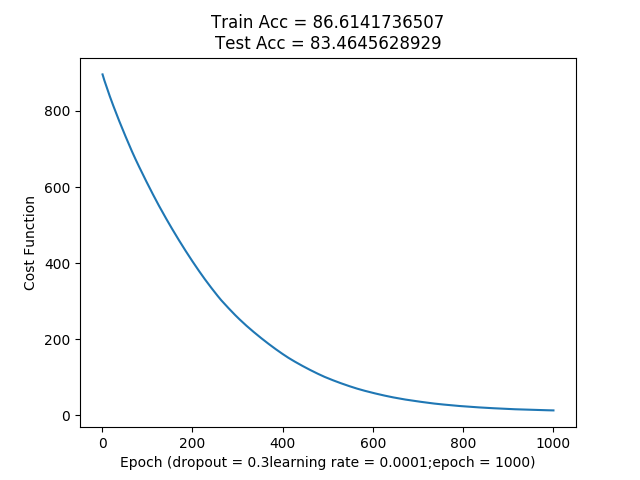 Train Acc = 86.6141736507
Test Acc = 83.4645628929
800
600
400
200
0
Cost Function
0 200 400 600 800 1000
Epoch (dropout = 0.3learning rate = 0.0001;epoch = 1000)